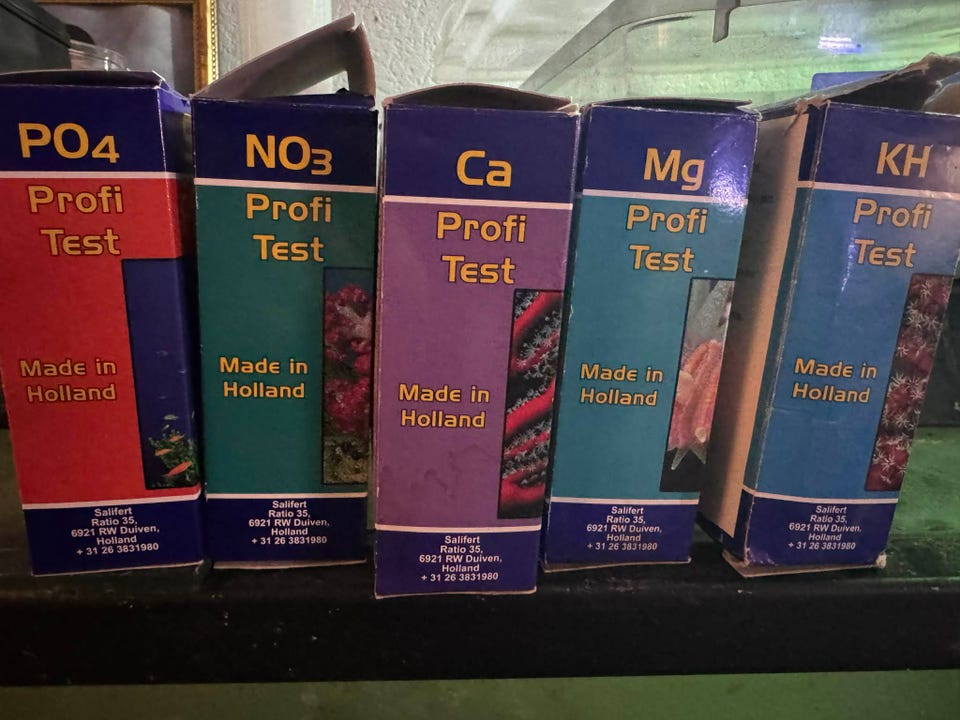 PO4
Profi
Test
Made in
Holland
Salifert
Ratio 35,
6921 RW Duiven,
Holland
+ 31 26 3831980
NO3
Profi
Test
Made in
Holland
Salifert
Ratio 35,
6921 RW Duiven,
Holland
+ 31 26 3831980
Ca
Profi
Test
Made in
Holland
Salifert
Ratio 35,
6921 RW Duiven,
Holland
+ 31 26 3831980
Mg
Profi
Test
Made in
Holland
Salifert
Ratio 35,
6921 RW Duiven,
Holland
+ 31 26 3831980
KH
Profi
Test
Made in
Holland
Salifert
Ratio 35,
6921 RW Duiven,
Holland
+ 31 26 3831980